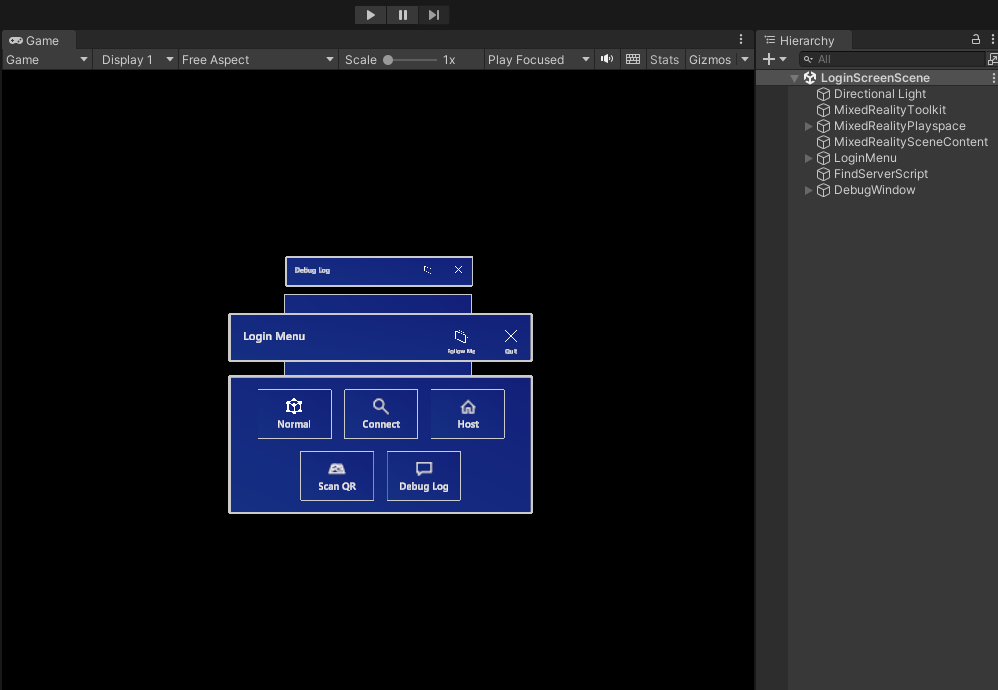 Game
Hierarchy
Game Display 1 Free Aspect Scale 1x Play Focused Stats Gizmos
All
LoginScreenScene
Directional Light
MixedRealityToolkit
MixedRealityPlayspace
MixedRealitySceneContent
LoginMenu
FindServerScript
DebugWindow
Debug Log
Login Menu
Follow Me
Quit
Normal
Connect
Host
Scan QR
Debug Log